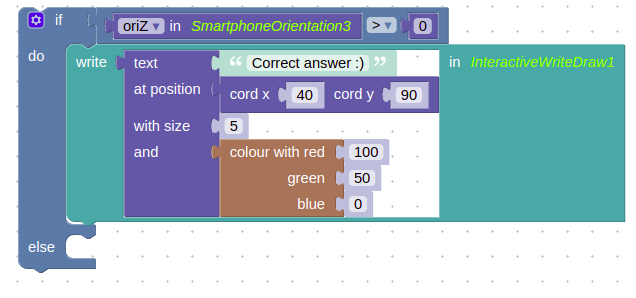 if oriZ ▾ in SmartphoneOrientation3 > ▾ 0
do write text “ Correct answer :) ” in InteractiveWriteDraw1
at position cord x 40 cord y 90
with size 5
and colour with red 100
green 50
blue 0
else